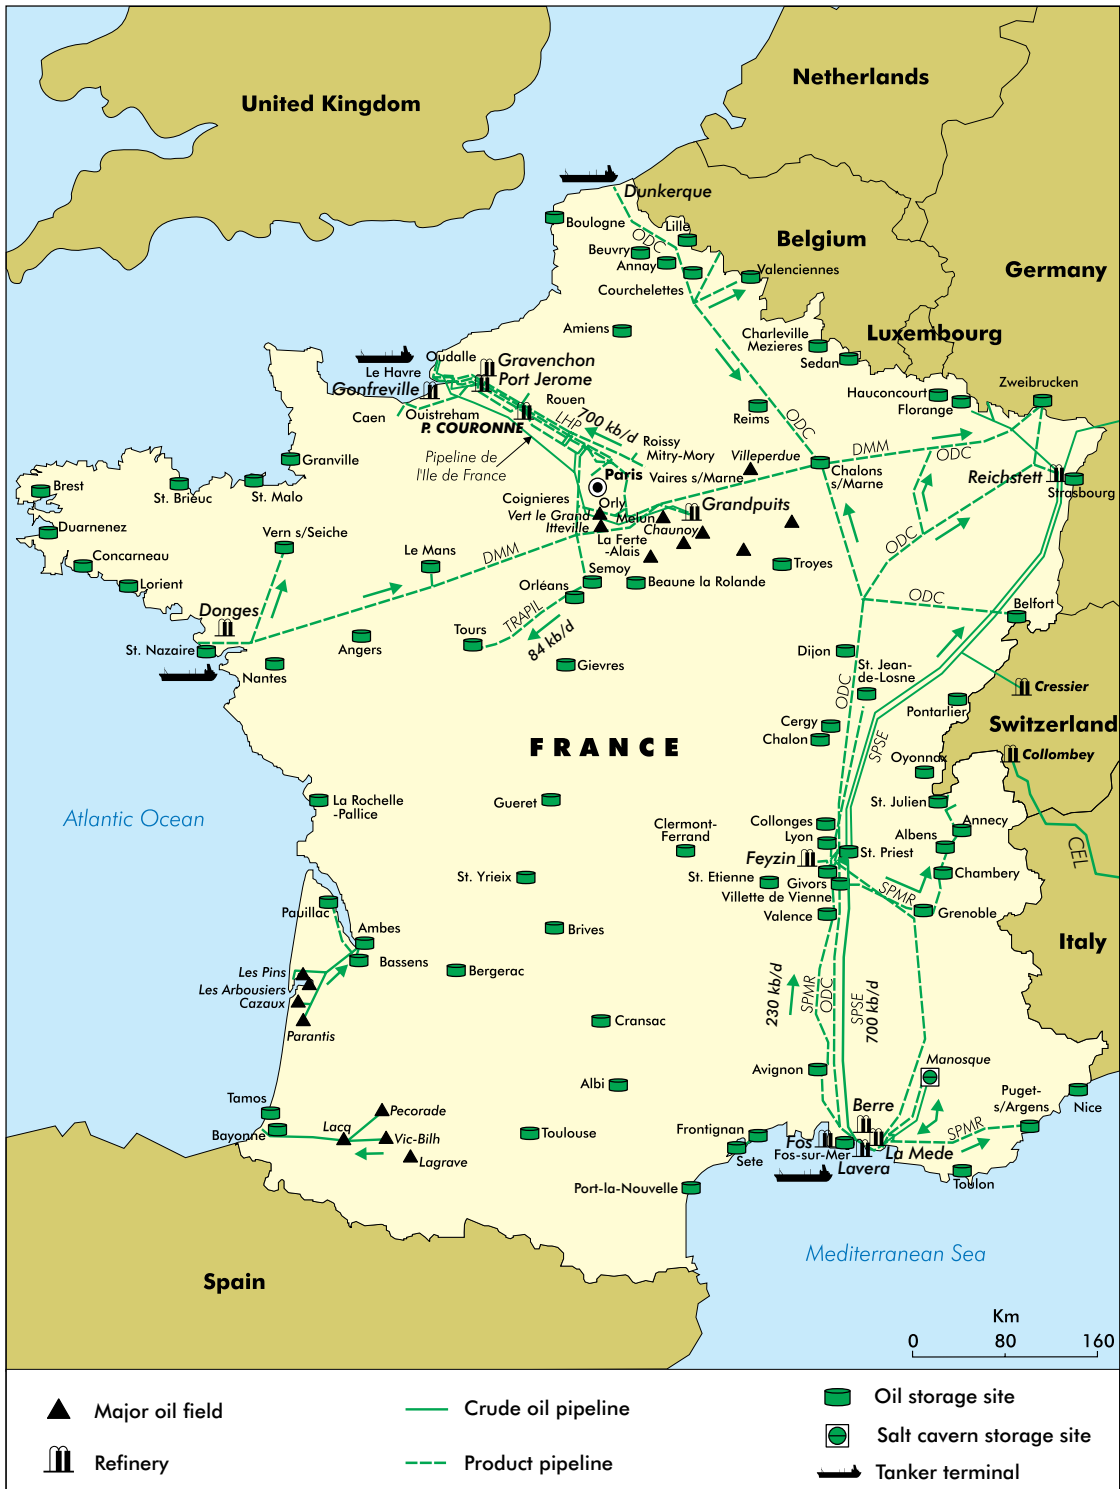 United Kingdom
Netherlands
Dunkerque
Boulogne
Lille
ODC
Belgium
Beuvry
Annay
Valenciennes
Germany
Courchelettes
Amiens
Charleville
Mezieres
Luxembourg
Sedan
Oudalle
Gravenchon
Le Havre
Port Jerome
Gonfreville
Zweibrucken
Hauconcourt
Florange
Rouen
Caen
Ouistreham
P. COURONNE
LHP
700 kb/d
Reims
ODC
Roissy
Mitry-Mory
Pipeline de
l'Ile de France
Villeperdue
DMM
ODC
Granville
Paris
Vaires s/Marne
Chalons
s/Marne
Reichstett
Strasbourg
Brest
St. Brieuc
St. Malo
Coignieres
Orly
Grandpuits
Vert le Grand
Melun
Itteville
Chaunoy
Duarnenez
Vern s/Seiche
La Ferte
-Alais
ODC
Concarneau
Le Mans
DMM
Semoy
Troyes
Lorient
Orléans
Beaune la Rolande
ODC
Donges
TRAPIL
Belfort
Tours
84 kb/d
St. Nazaire
Angers
Dijon
St. Jean-
de-Losne
Nantes
Gievres
ODC
Cressier
Pontarlier
Cergy
Switzerland
Chalon
SPSE
FRANCE
Oyonnax
Collombey
La Rochelle
-Pallice
Gueret
St. Julien
Atlantic Ocean
Collonges
Annecy
Clermont-
Ferrand
Lyon
Albens
CEL
Feyzin
St. Priest
St. Yrieix
St. Etienne
Givors
Chambery
Villette de Vienne
SPMR
Pauillac
Valence
Grenoble
Ambes
Brives
Italy
Bassens
Bergerac
Les Pins
Les Arbousiers
Cazaux
230 kb/d
SPMR
ODC
SPSE
700 kb/d
Parantis
Cransac
Manosque
Avignon
Albi
Puget-
s/Argens
Tamos
Pecorade
Berre
Nice
Lacq
Bayonne
Vic-Bilh
Toulouse
Frontignan
Fos
SPMR
Fos-sur-Mer
La Mede
Lagrave
Sete
Lavera
Toulon
Port-la-Nouvelle
Mediterranean Sea
Spain
Km
0 80 160
Major oil field
Crude oil pipeline
Oil storage site
Salt cavern storage site
Refinery
Product pipeline
Tanker terminal